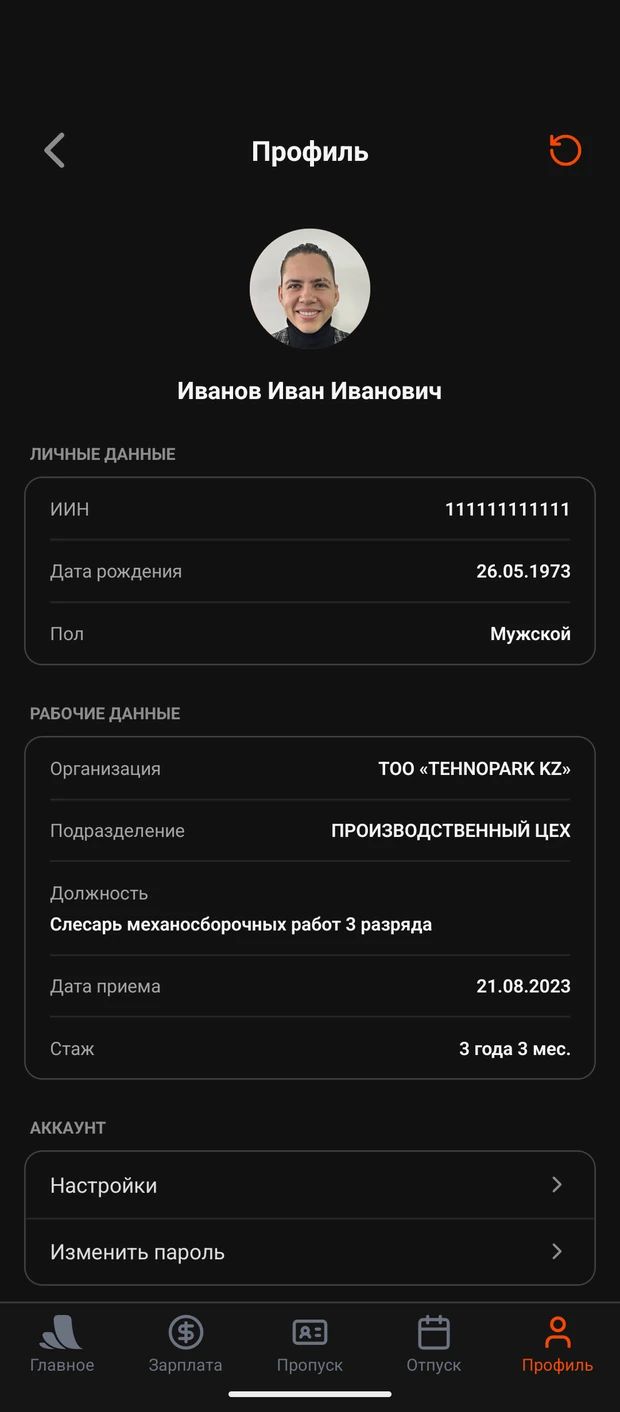 Профиль
Иванов Иван Иванович
ЛИЧНЫЕ ДАННЫЕ
ИИН 111111111111
Дата рождения 26.05.1973
Пол Мужской
РАБОЧИЕ ДАННЫЕ
Организация ТОО «TEHNOPARK KZ»
Подразделение ПРОИЗВОДСТВЕННЫЙ ЦЕХ
Должность
Слесарь механосборочных работ 3 разряда
Дата приема 21.08.2023
Стаж 3 года 3 мес.
АККАУНТ
Настройки
Изменить пароль
Главное Зарплата Пропуск Отпуск Профиль